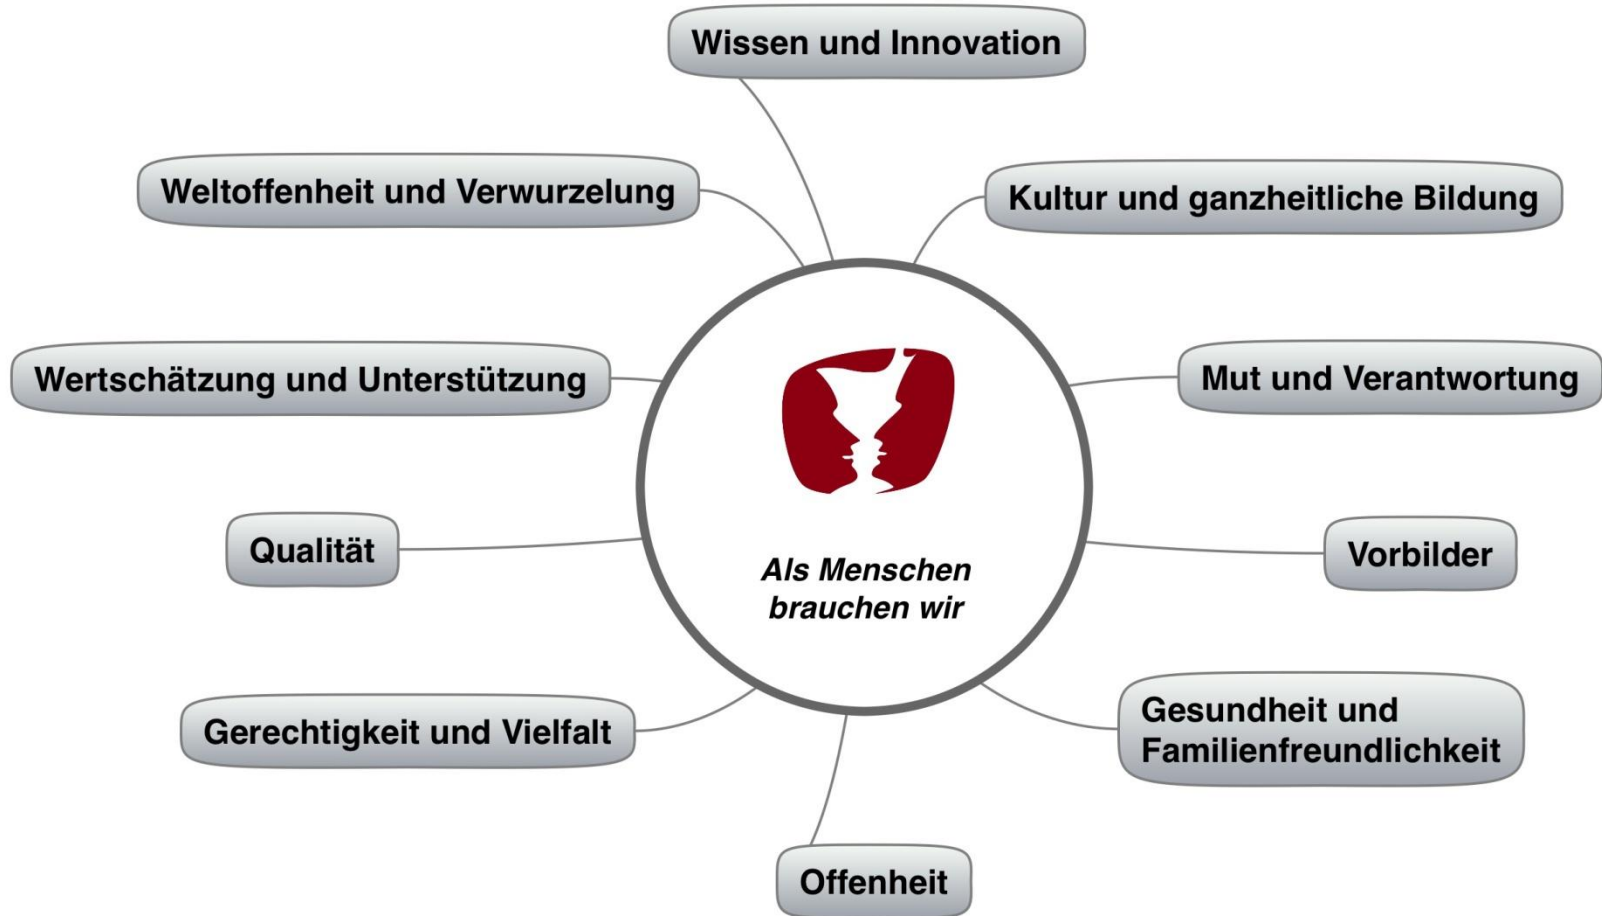 Wissen und Innovation
Weltoffenheit und Verwurzelung
Kultur und ganzheitliche Bildung
Wertschätzung und Unterstützung
Mut und Verantwortung
Qualität
Vorbilder
Als Menschen
brauchen wir
Gerechtigkeit und Vielfalt
Gesundheit und
Familienfreundlichkeit
Offenheit